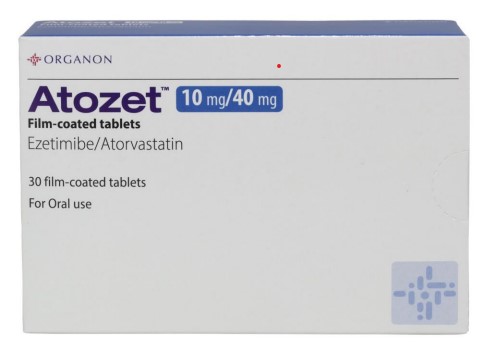 ORGANON
Atozet™ 10 mg/40 mg
Film-coated tablets
Ezetimibe/Atorvastatin
30 film-coated tablets
For Oral use